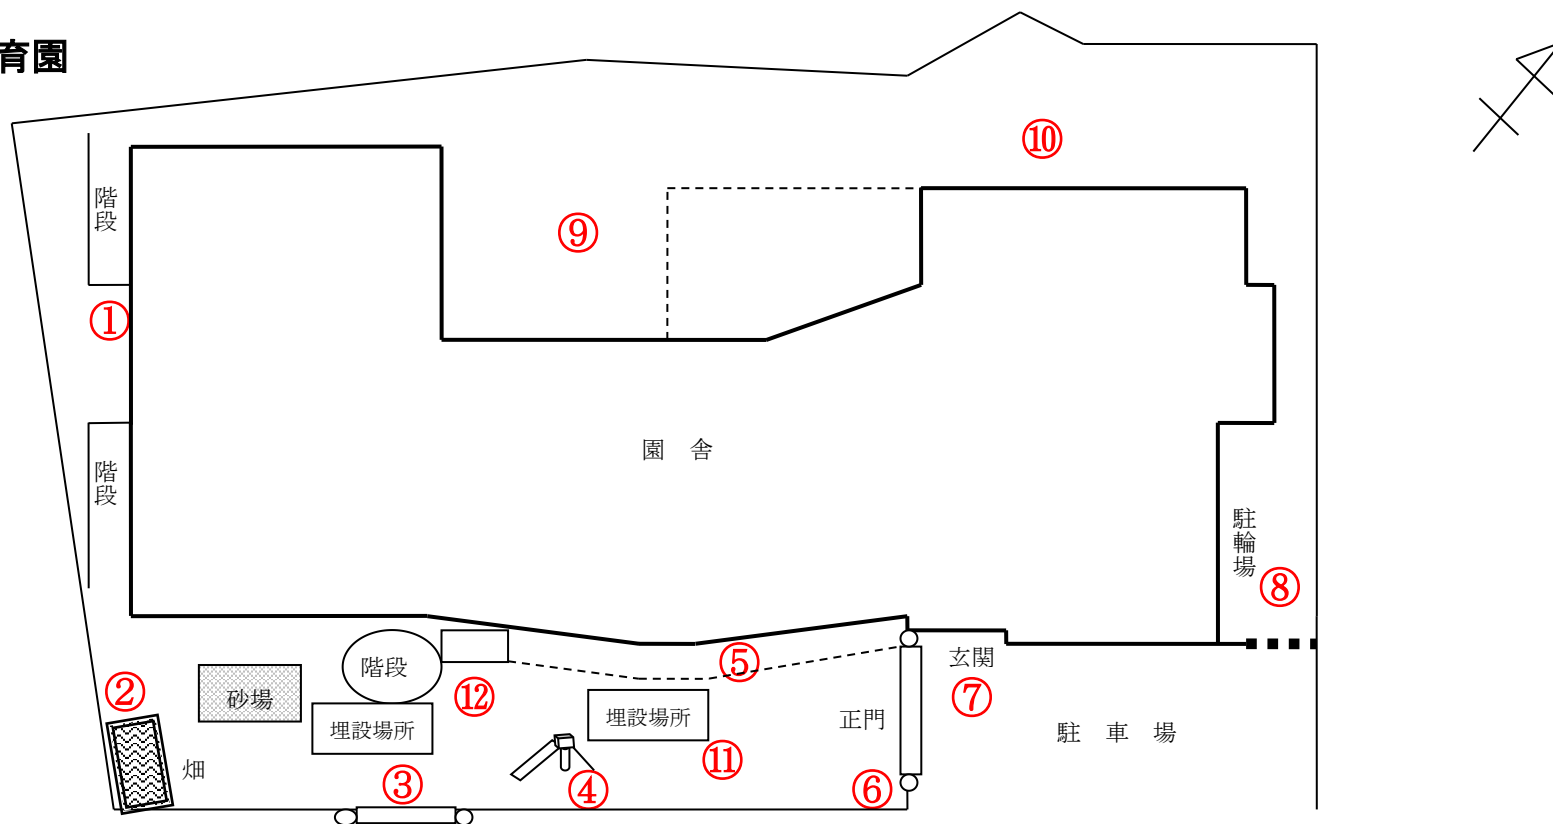 育園
⑩
階段
⑨
①
園 舎
階段
駐輪場
⑧
階段
⑤
玄関
②
砂場
⑫
⑦
埋設場所
正門
埋設場所
駐 車 場
⑪
畑
③
④
⑥